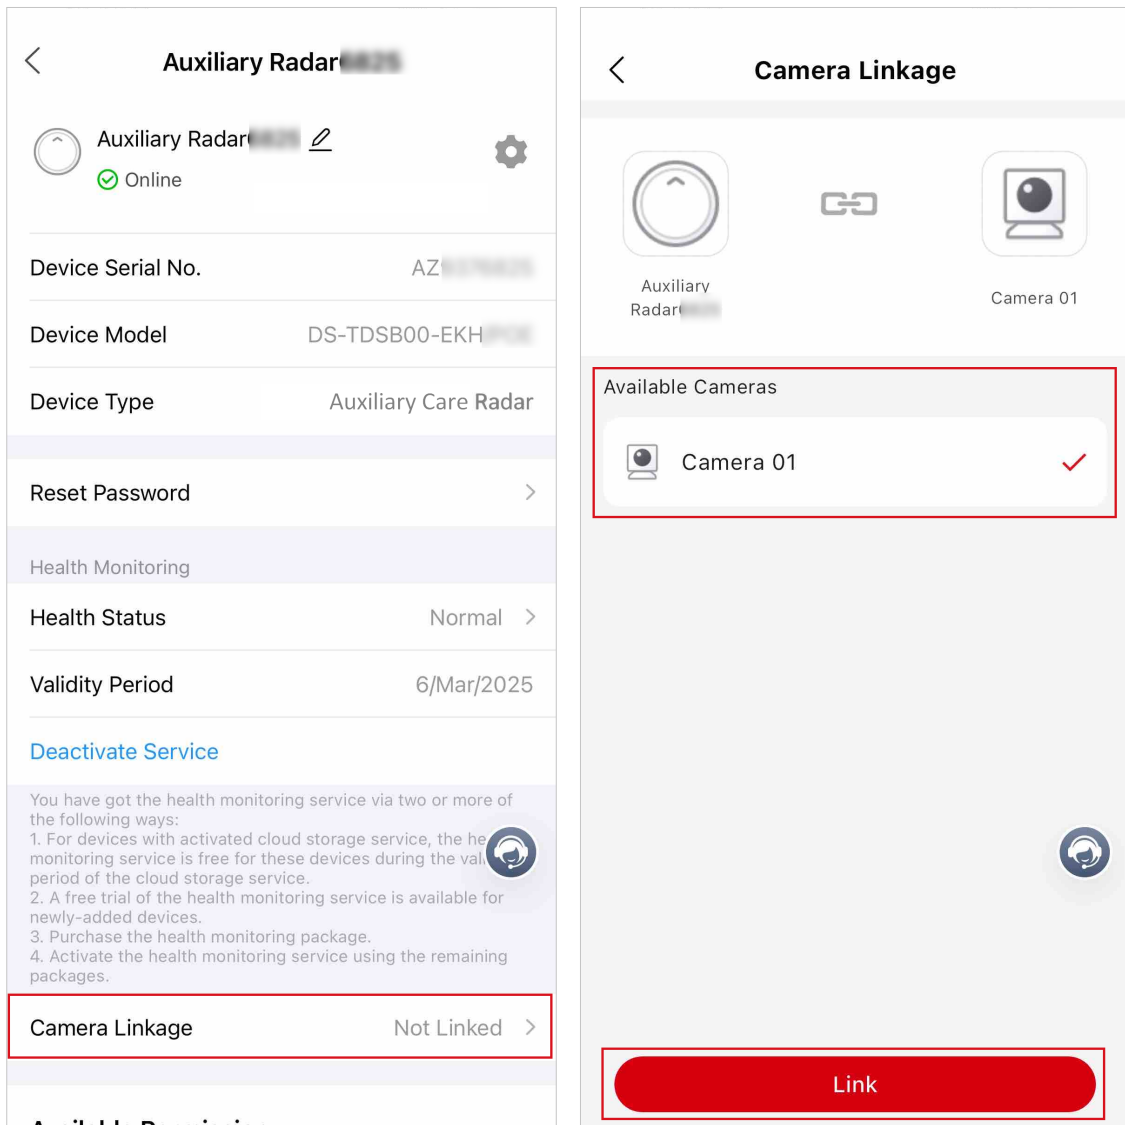 Auxiliary Radar
Auxiliary Radar
Online
Device Serial No. AZ
Device Model DS-TDSB00-EKH
Device Type Auxiliary Care Radar
Reset Password
Health Monitoring
Health Status Normal
Validity Period 6/Mar/2025
Deactivate Service
You have got the health monitoring service via two or more of
the following ways:
1. For devices with activated cloud storage service, the he
monitoring service is free for these devices during the val
period of the cloud storage service.
2. A free trial of the health monitoring service is available for
newly-added devices.
3. Purchase the health monitoring package.
4. Activate the health monitoring service using the remaining
packages.
Camera Linkage Not Linked
Camera Linkage
Auxiliary
Radar
Camera 01
Available Cameras
Camera 01
Link